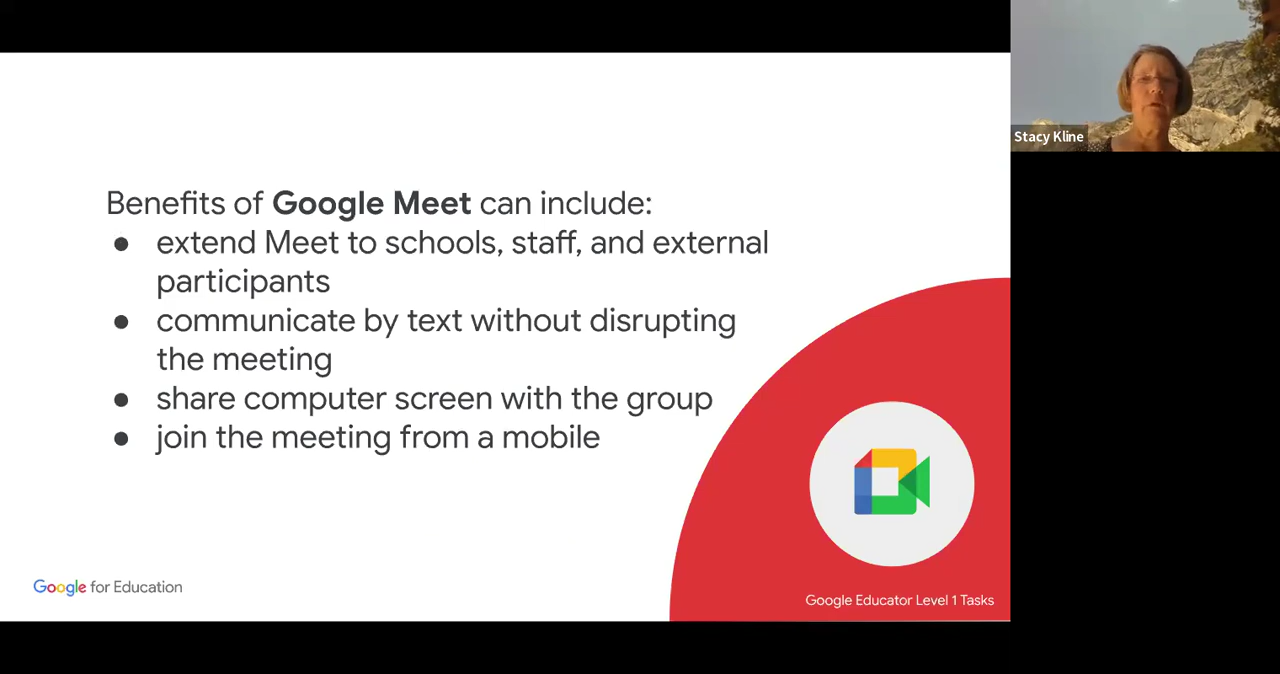 Benefits of Google Meet can include:
● extend Meet to schools, staff, and external
participants
● communicate by text without disrupting
the meeting
● share computer screen with the group
● join the meeting from a mobile
Google for Education
Google Educator Level 1 Tasks
Stacy Kline